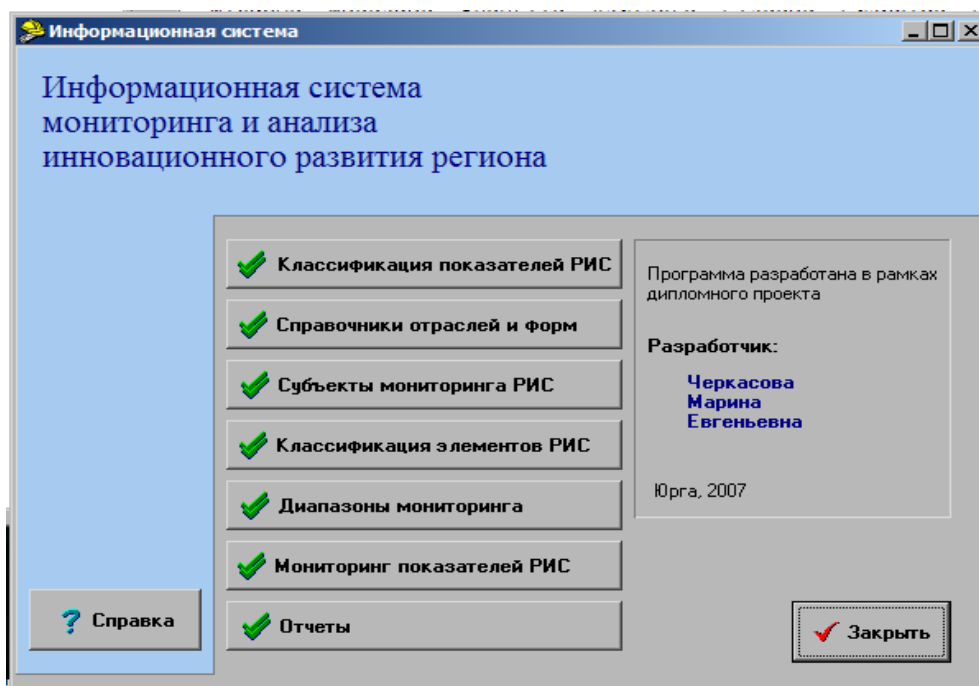 Информационная система
Информационная система
мониторинга и анализа
инновационного развития региона
Классификация показателей РИС
Справочники отраслей и форм
Субъекты мониторинга РИС
Классификация элементов РИС
Диапазоны мониторинга
Мониторинг показателей РИС
Отчеты
Программа разработана в рамках
дипломного проекта
Разработчик:
Черкасова
Марина
Евгеньевна
Юрга, 2007
? Справка
Закрыть